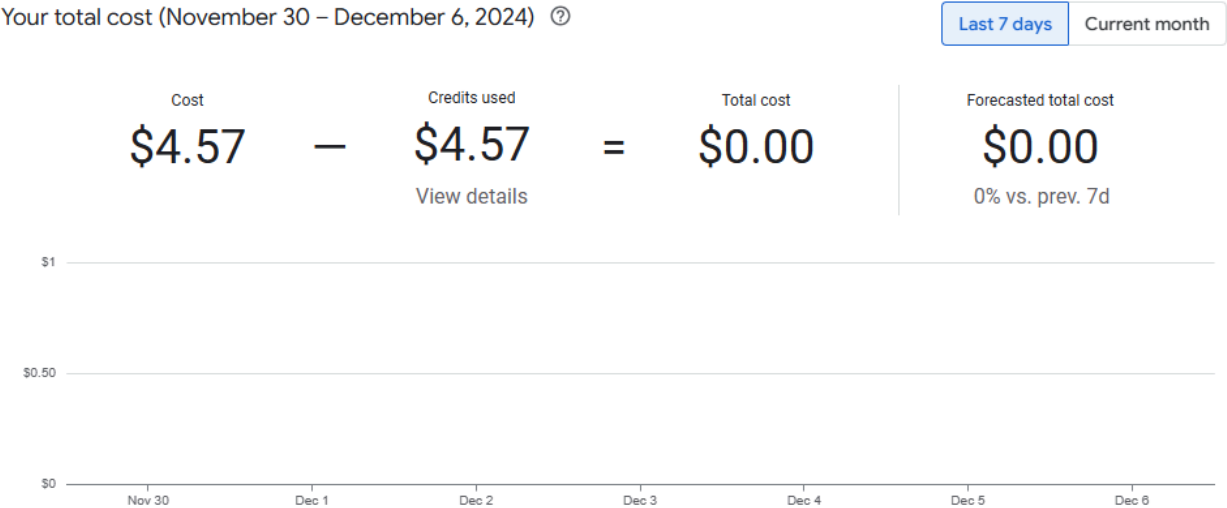 Your total cost (November 30 – December 6, 2024) ?
Last 7 days Current month
Cost Credits used Total cost Forecasted total cost
$4.57 — $4.57 = $0.00 $0.00
View details 0% vs. prev. 7d
$1
$0.50
$0
Nov 30 Dec 1 Dec 2 Dec 3 Dec 4 Dec 5 Dec 6